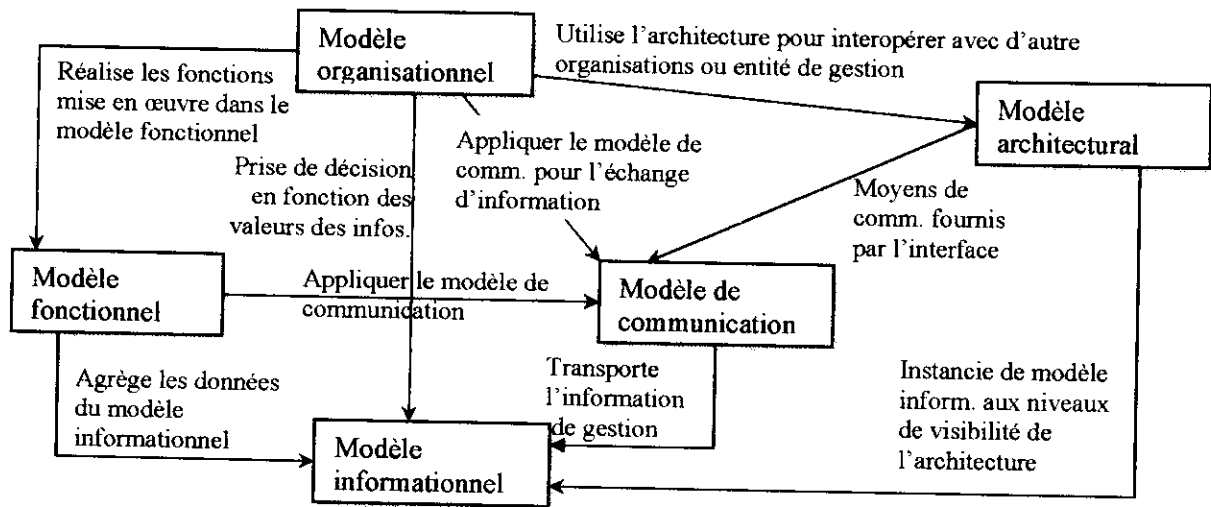 Modèle
organisationnel
Utilise l'architecture pour interopérer avec d'autre
organisations ou entité de gestion
Réalise les fonctions
mise en œuvre dans le
modèle fonctionnel
Modèle
architectural
Appliquer le modèle de
comm. pour l'échange
d'information
Prise de décision
en fonction des
valeurs des infos.
Moyens de
comm. fournis
par l'interface
Modèle
fonctionnel
Appliquer le modèle de
communication
Modèle de
communication
Agrège les données
du modèle
informationnel
Transporte
l'information
de gestion
Instancie de modèle
inform. aux niveaux
de visibilité de
l'architecture
Modèle
informationnel